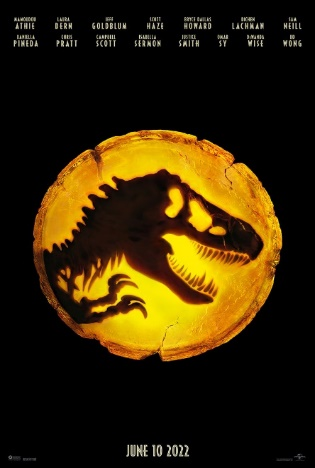 MAMOUDOU ATHIE LAURA DERN JEFF GOLDBLUM SCOTT HAZE BRYCE DALLAS HOWARD DICHEN LACHMAN SAM NEILL
DANIELLA PINEDA CHRIS PRATT CAMPBELL SCOTT ISABELLA SERMON JUSTICE SMITH OMAR SY DEWANDA WISE BD WONG
JUNE 10 2022